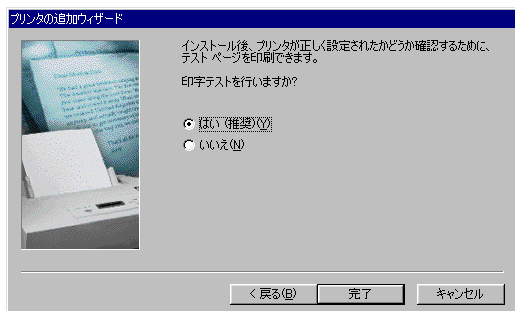 プリンタの追加ウィザード
インストール後、プリンタが正しく設定されたかどうか確認するために、
テスト ページを印刷できます。
印字テストを行いますか?
はい (推奨)(Y)
いいえ(N)
< 戻る(B)
完了
キャンセル